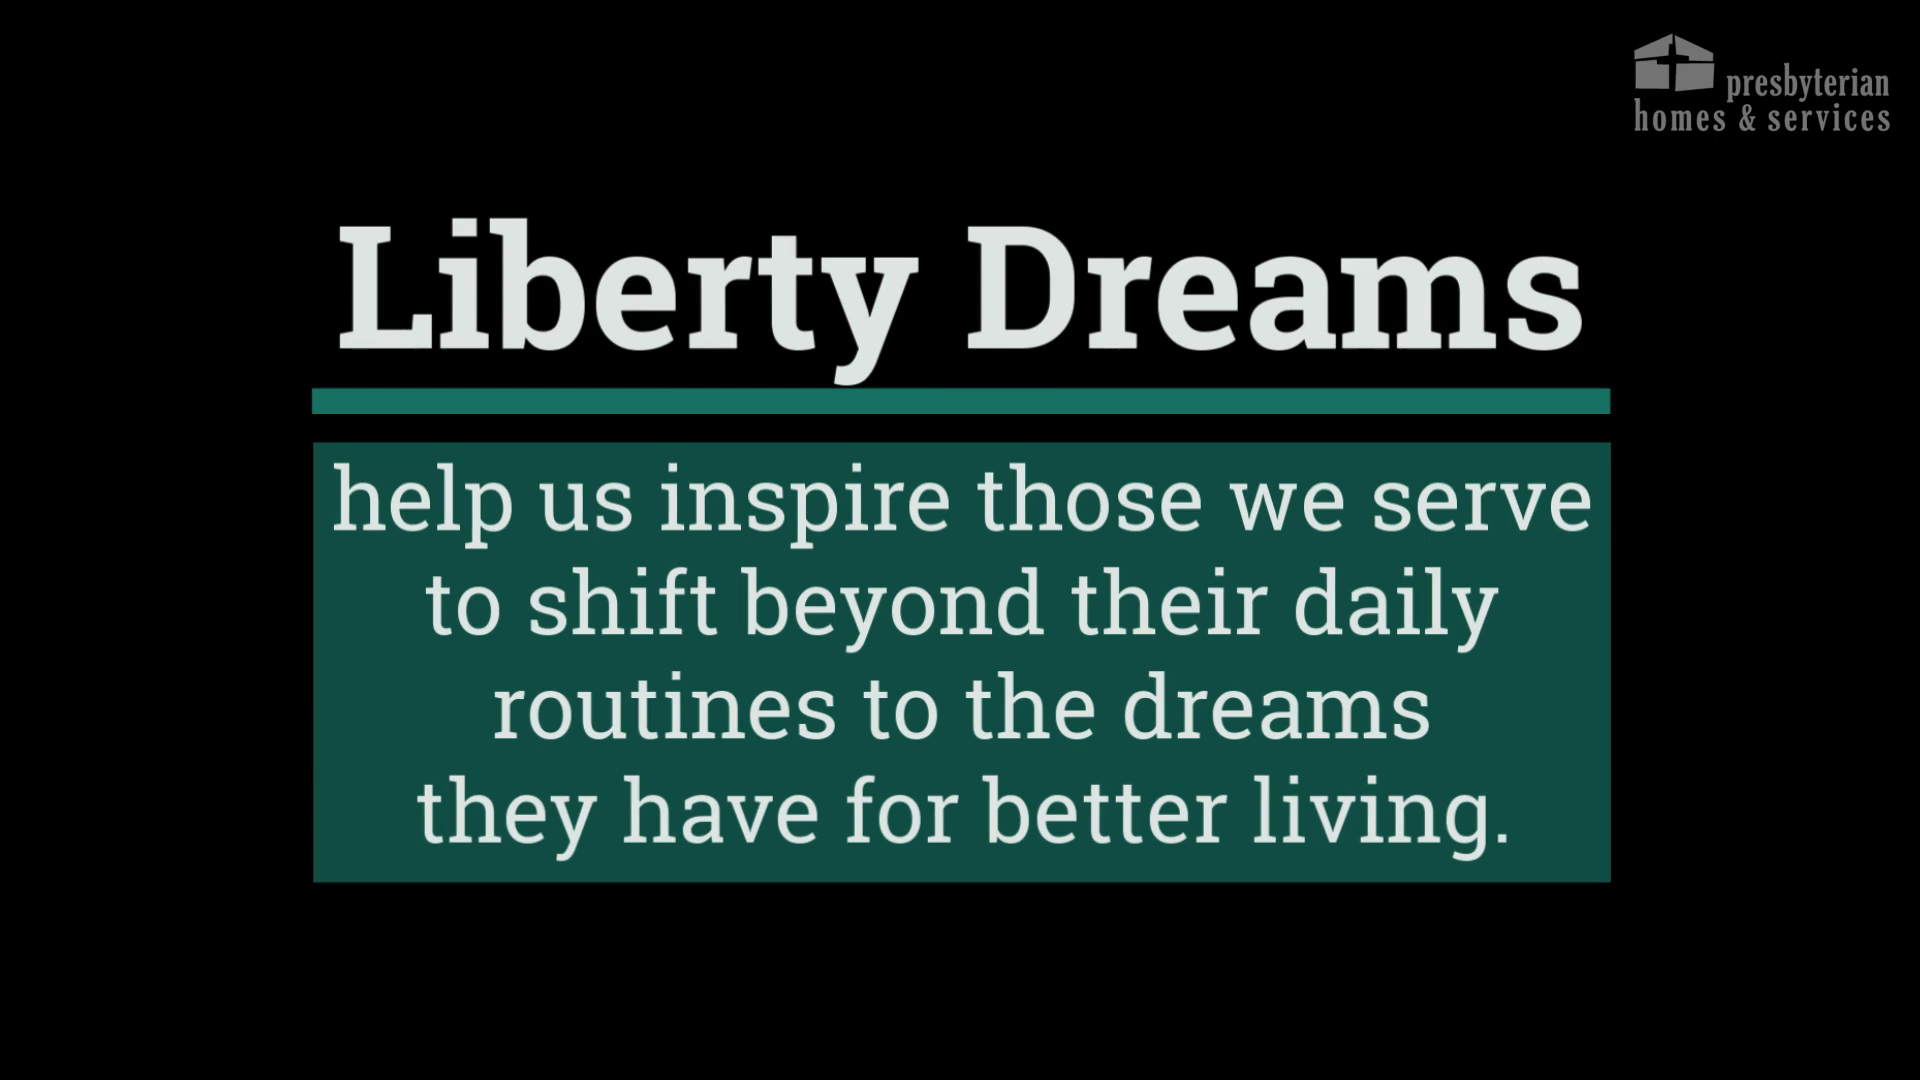 presbyterian
homes & services
Liberty Dreams
help us inspire those we serve
to shift beyond their daily
routines to the dreams
they have for better living.